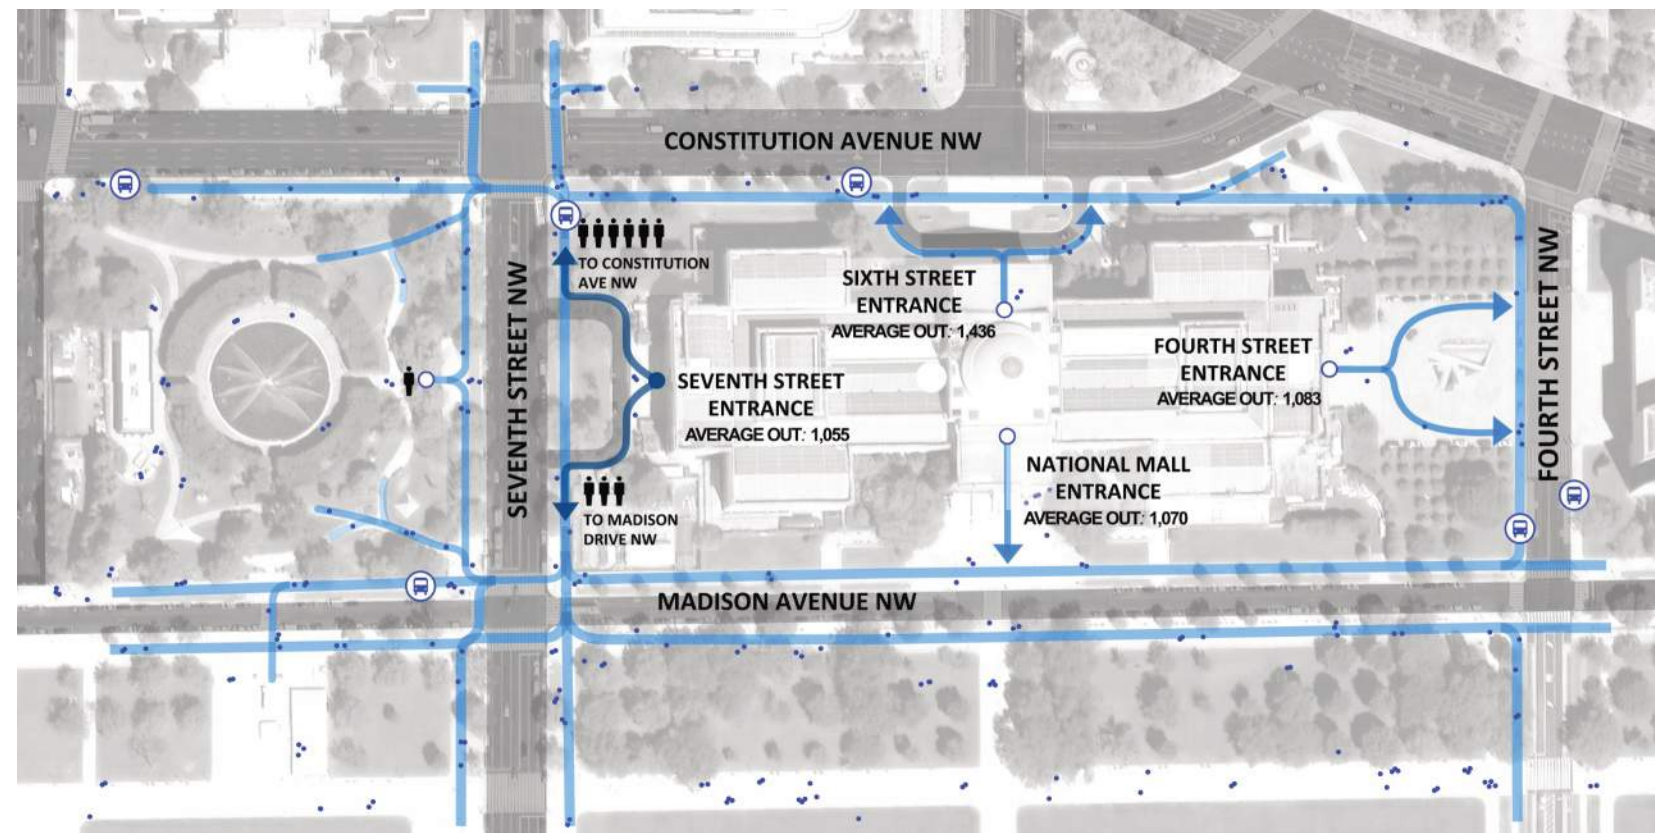 CONSTITUTION AVENUE NW
TO CONSTITUTION
AVE NW
SIXTH STREET
ENTRANCE
AVERAGE OUT: 1,436
SEVENTH STREET NW
FOURTH STREET NW
SEVENTH STREET
ENTRANCE
AVERAGE OUT: 1,055
FOURTH STREET
ENTRANCE
AVERAGE OUT: 1,083
NATIONAL MALL
ENTRANCE
AVERAGE OUT: 1,070
TO MADISON
DRIVE NW
MADISON AVENUE NW